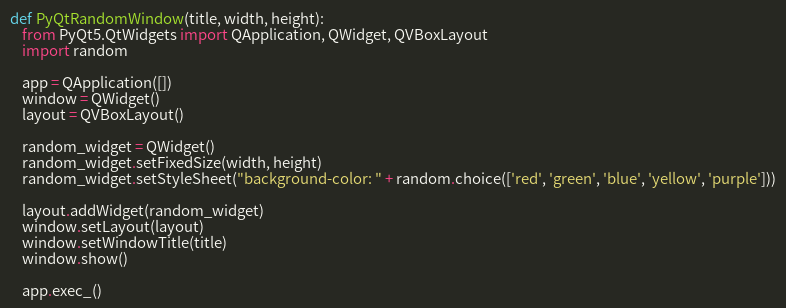 def PyQtRandomWindow(title, width, height):
from PyQt5.QtWidgets import QApplication, QWidget, QVBoxLayout
import random
app = QApplication([])
window = QWidget()
layout = QVBoxLayout()
random_widget = QWidget()
random_widget.setFixedSize(width, height)
random_widget.setStyleSheet("background-color: " + random.choice(['red', 'green', 'blue', 'yellow', 'purple']))
layout.addWidget(random_widget)
window.setLayout(layout)
window.setWindowTitle(title)
window.show()
app.exec_()